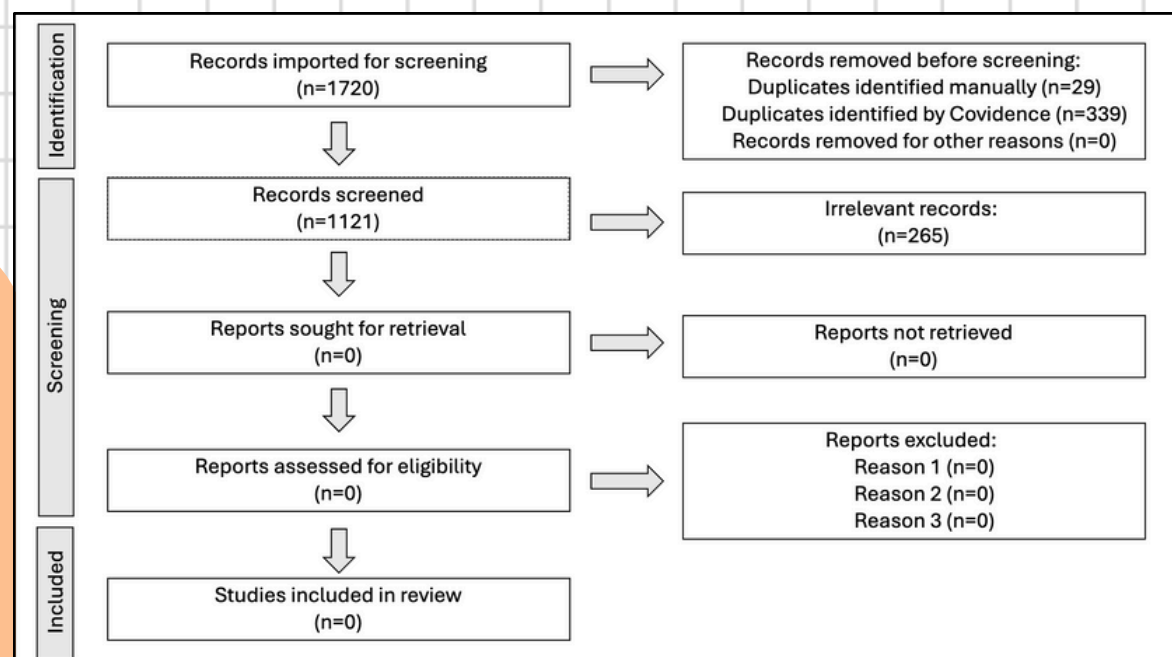 Identification
Records imported for screening
(n=1720)
Records removed before screening:
Duplicates identified manually (n=29)
Duplicates identified by Covidence (n=339)
Records removed for other reasons (n=0)
Screening
Records screened
(n=1121)
Irrelevant records:
(n=265)
Reports sought for retrieval
(n=0)
Reports not retrieved
(n=0)
Reports assessed for eligibility
(n=0)
Reports excluded:
Reason 1 (n=0)
Reason 2 (n=0)
Reason 3 (n=0)
Included
Studies included in review
(n=0)